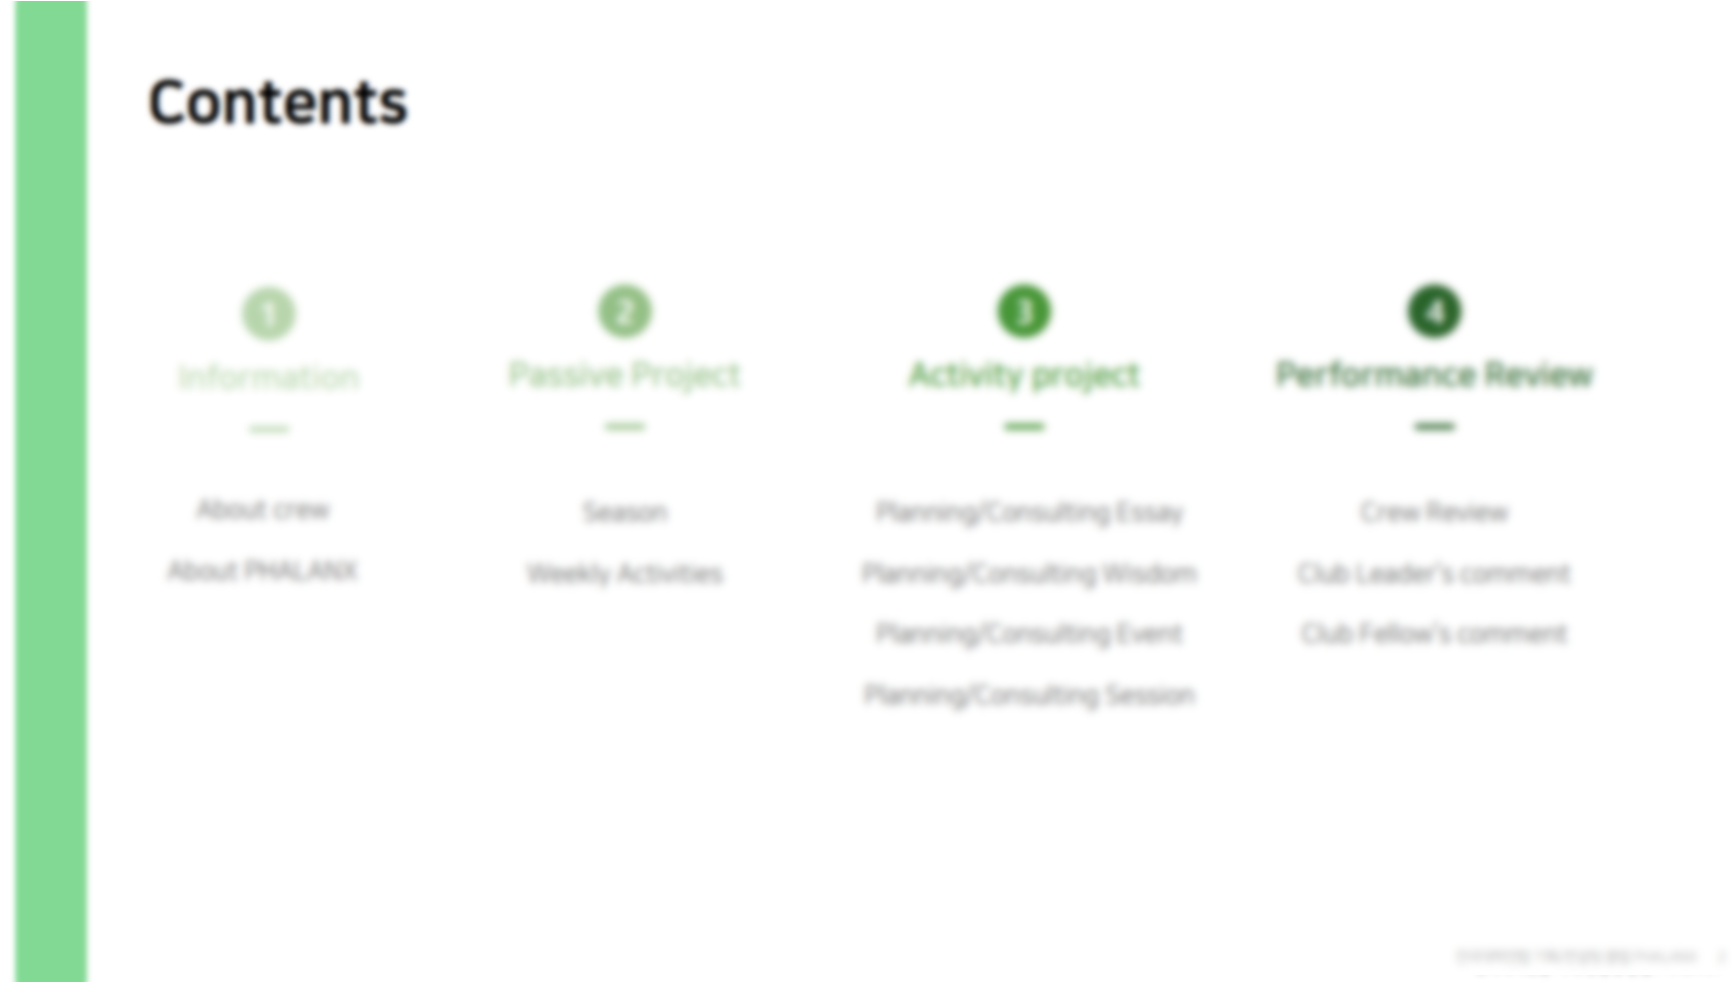 Contents
1
Information
About crew
About PHALANX
2
Passive Project
Season
Weekly Activities
3
Activity project
Planning/Consulting Essay
Planning/Consulting Wisdom
Planning/Consulting Event
Planning/Consulting Session
4
Performance Review
Crew Review
Club Leader's comment
Club Fellow's comment